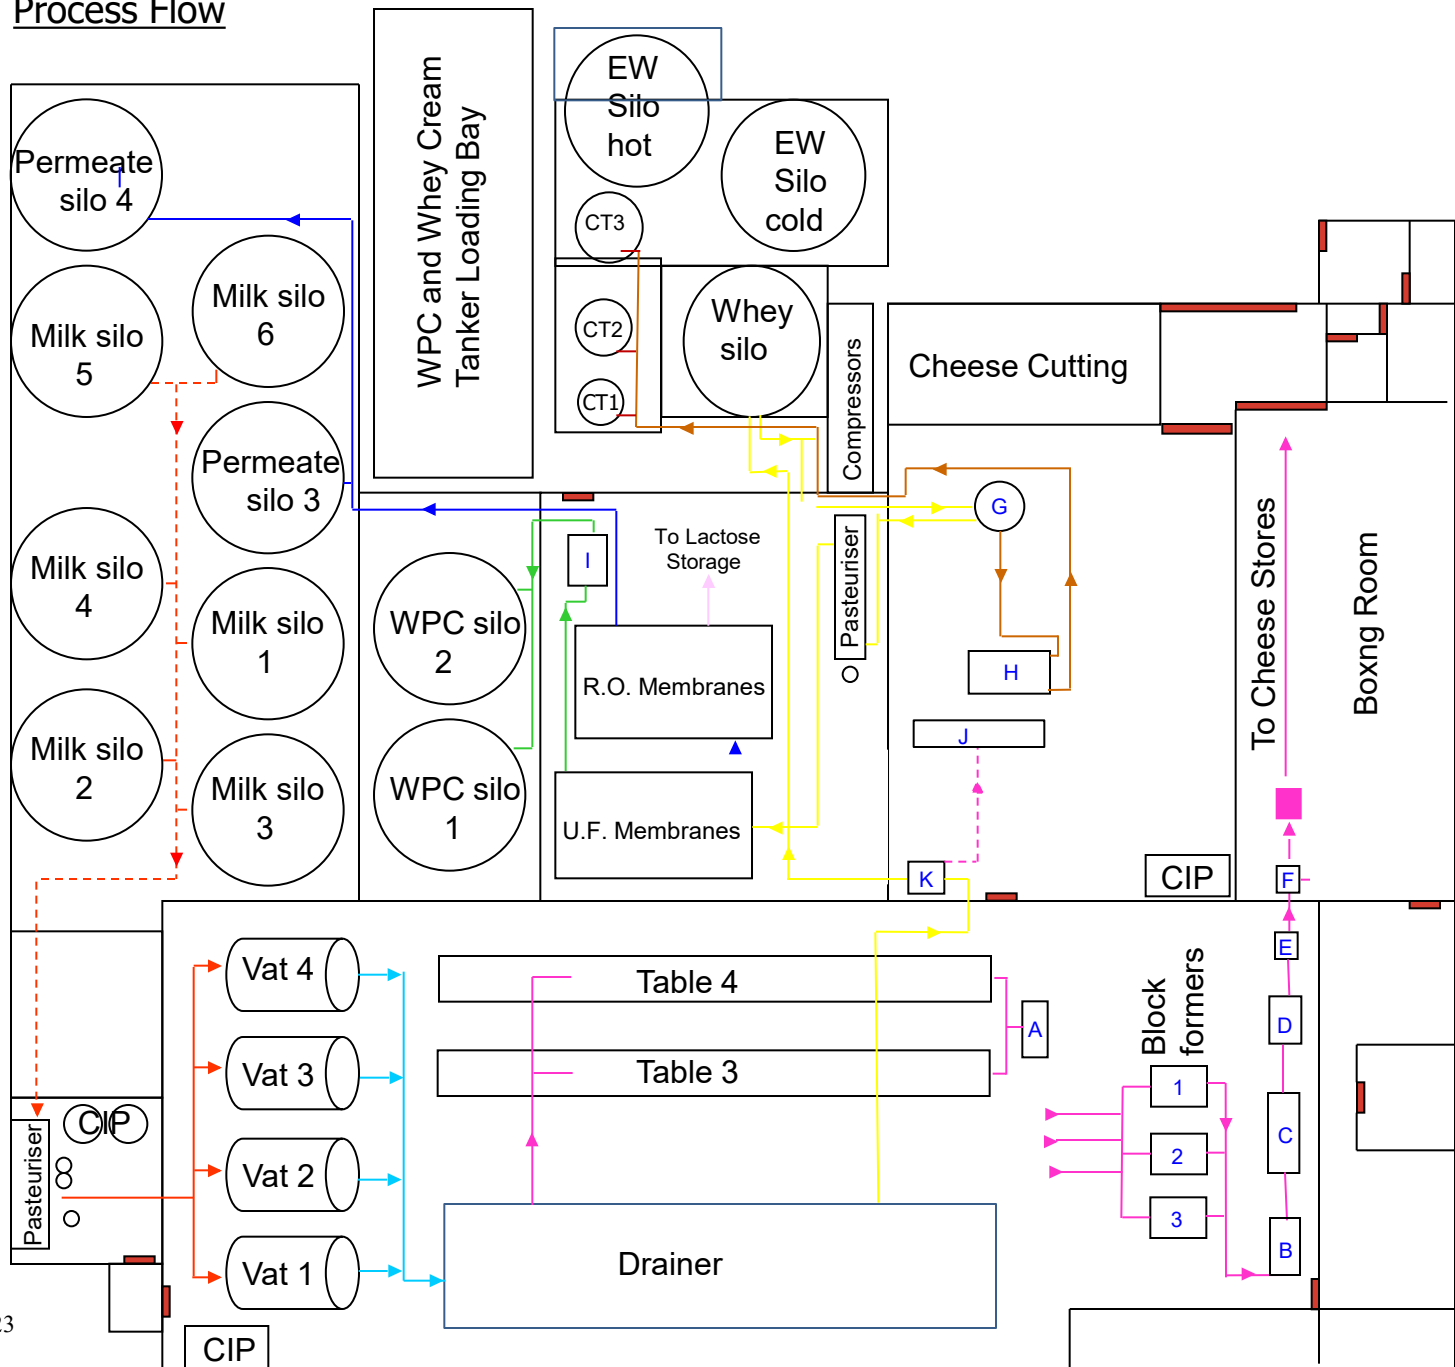 Process Flow
EW
Silo
hot
EW
Silo
cold
WPC and Whey Cream
Tanker Loading Bay
Permeate
silo 4
CT3
Milk silo
6
Milk silo
5
CT2
Whey
silo
CT1
Compressors
Cheese Cutting
Permeate
silo 3
G
To Lactose
Storage
I
Pasteuriser
To Cheese Stores
Boxng Room
Milk silo
4
Milk silo
1
WPC silo
2
R.O. Membranes
H
J
Milk silo
2
Milk silo
3
WPC silo
1
U.F. Membranes
K
CIP
F
E
Vat 4
Table 4
A
Block
formers
D
Vat 3
Table 3
1
CIP
Pasteuriser
C
2
Vat 2
3
B
Vat 1
Drainer
23
CIP